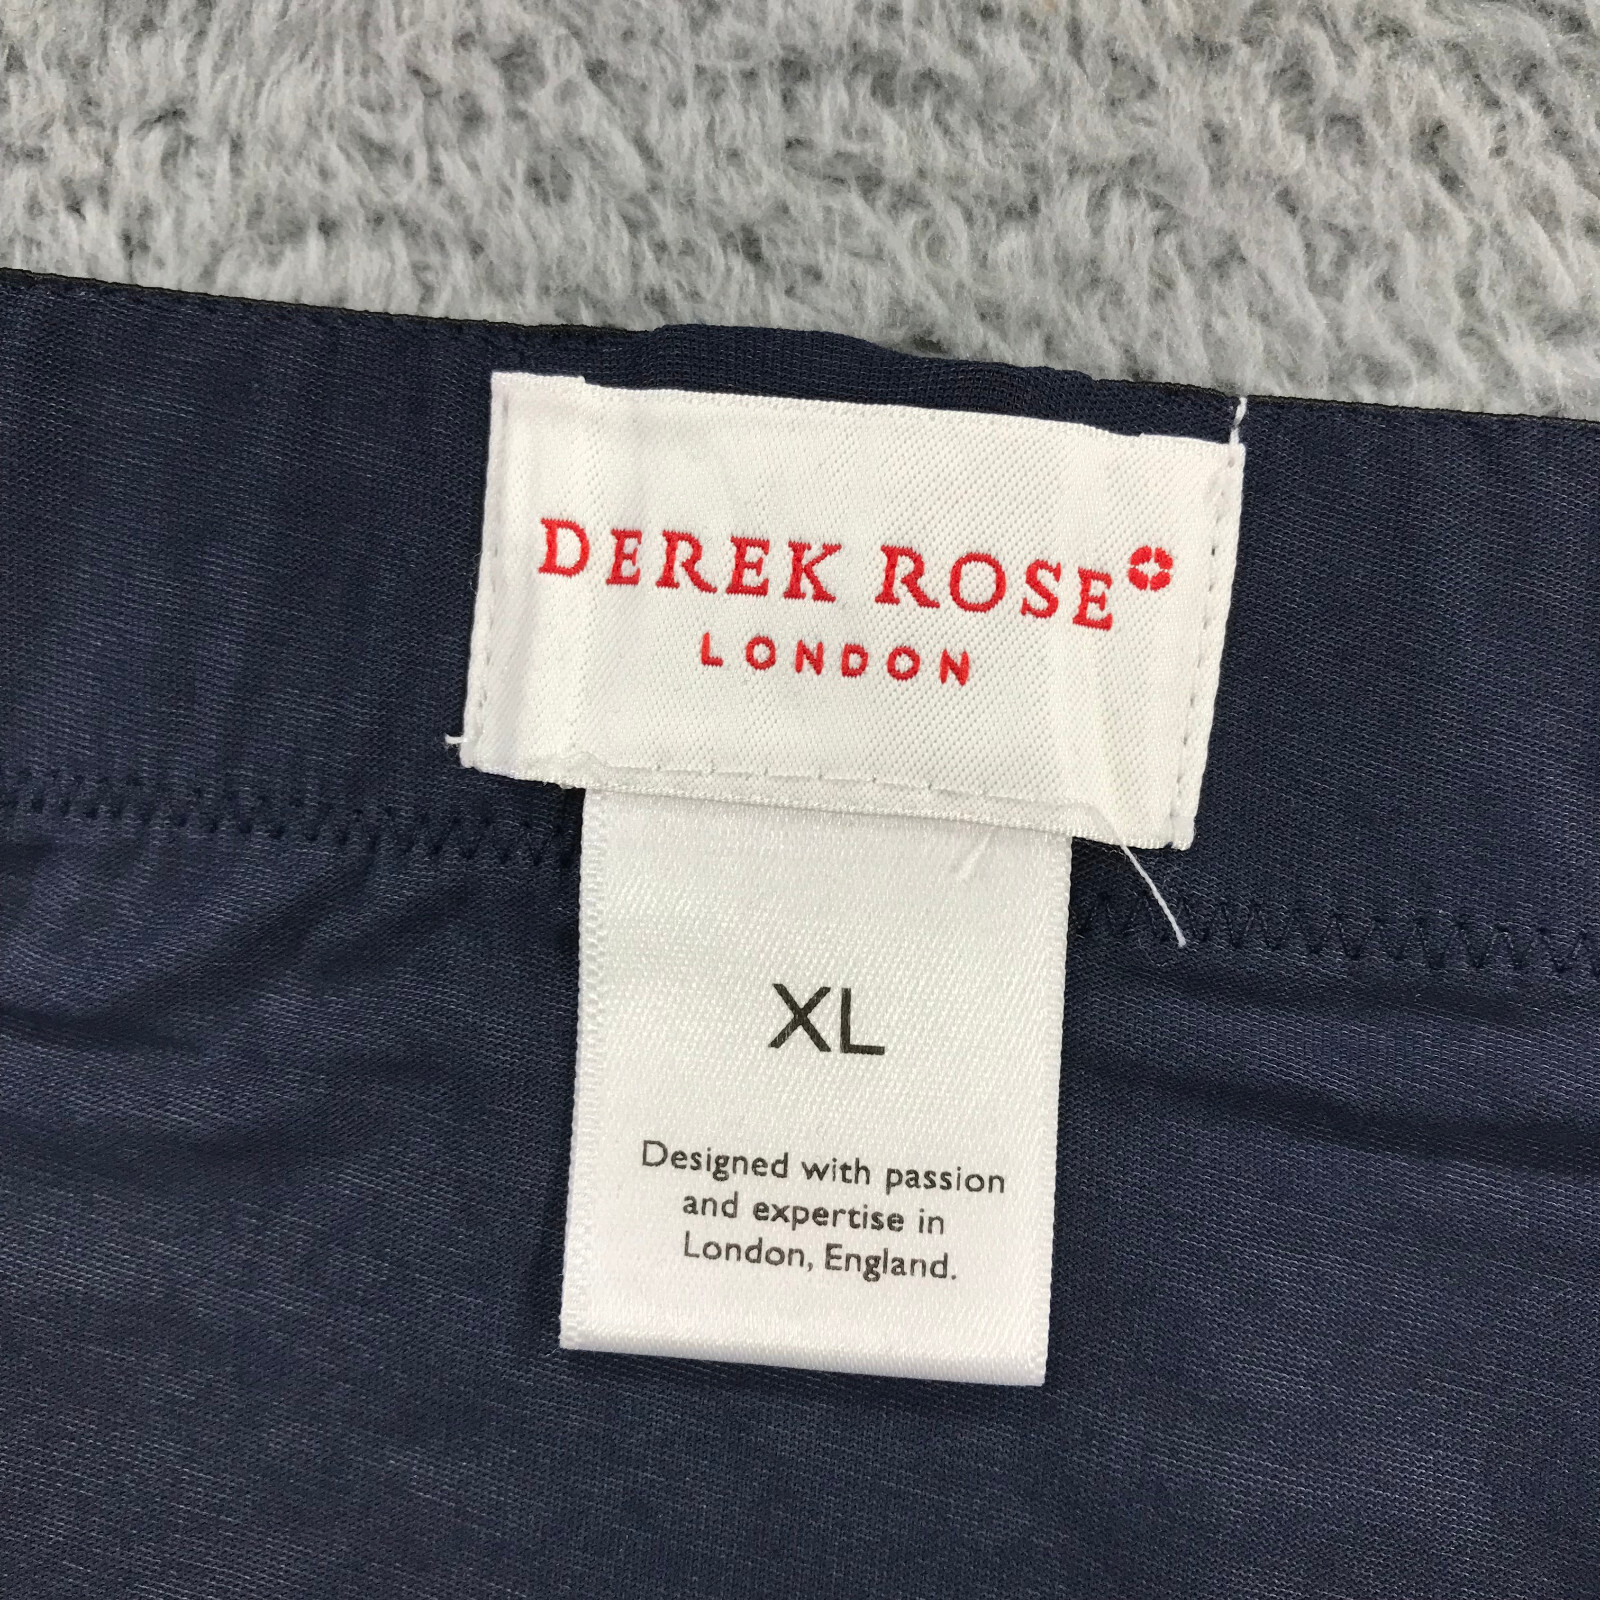 DEREK ROSE
LONDON
XL
Designed with passion
and expertise in
London, England.